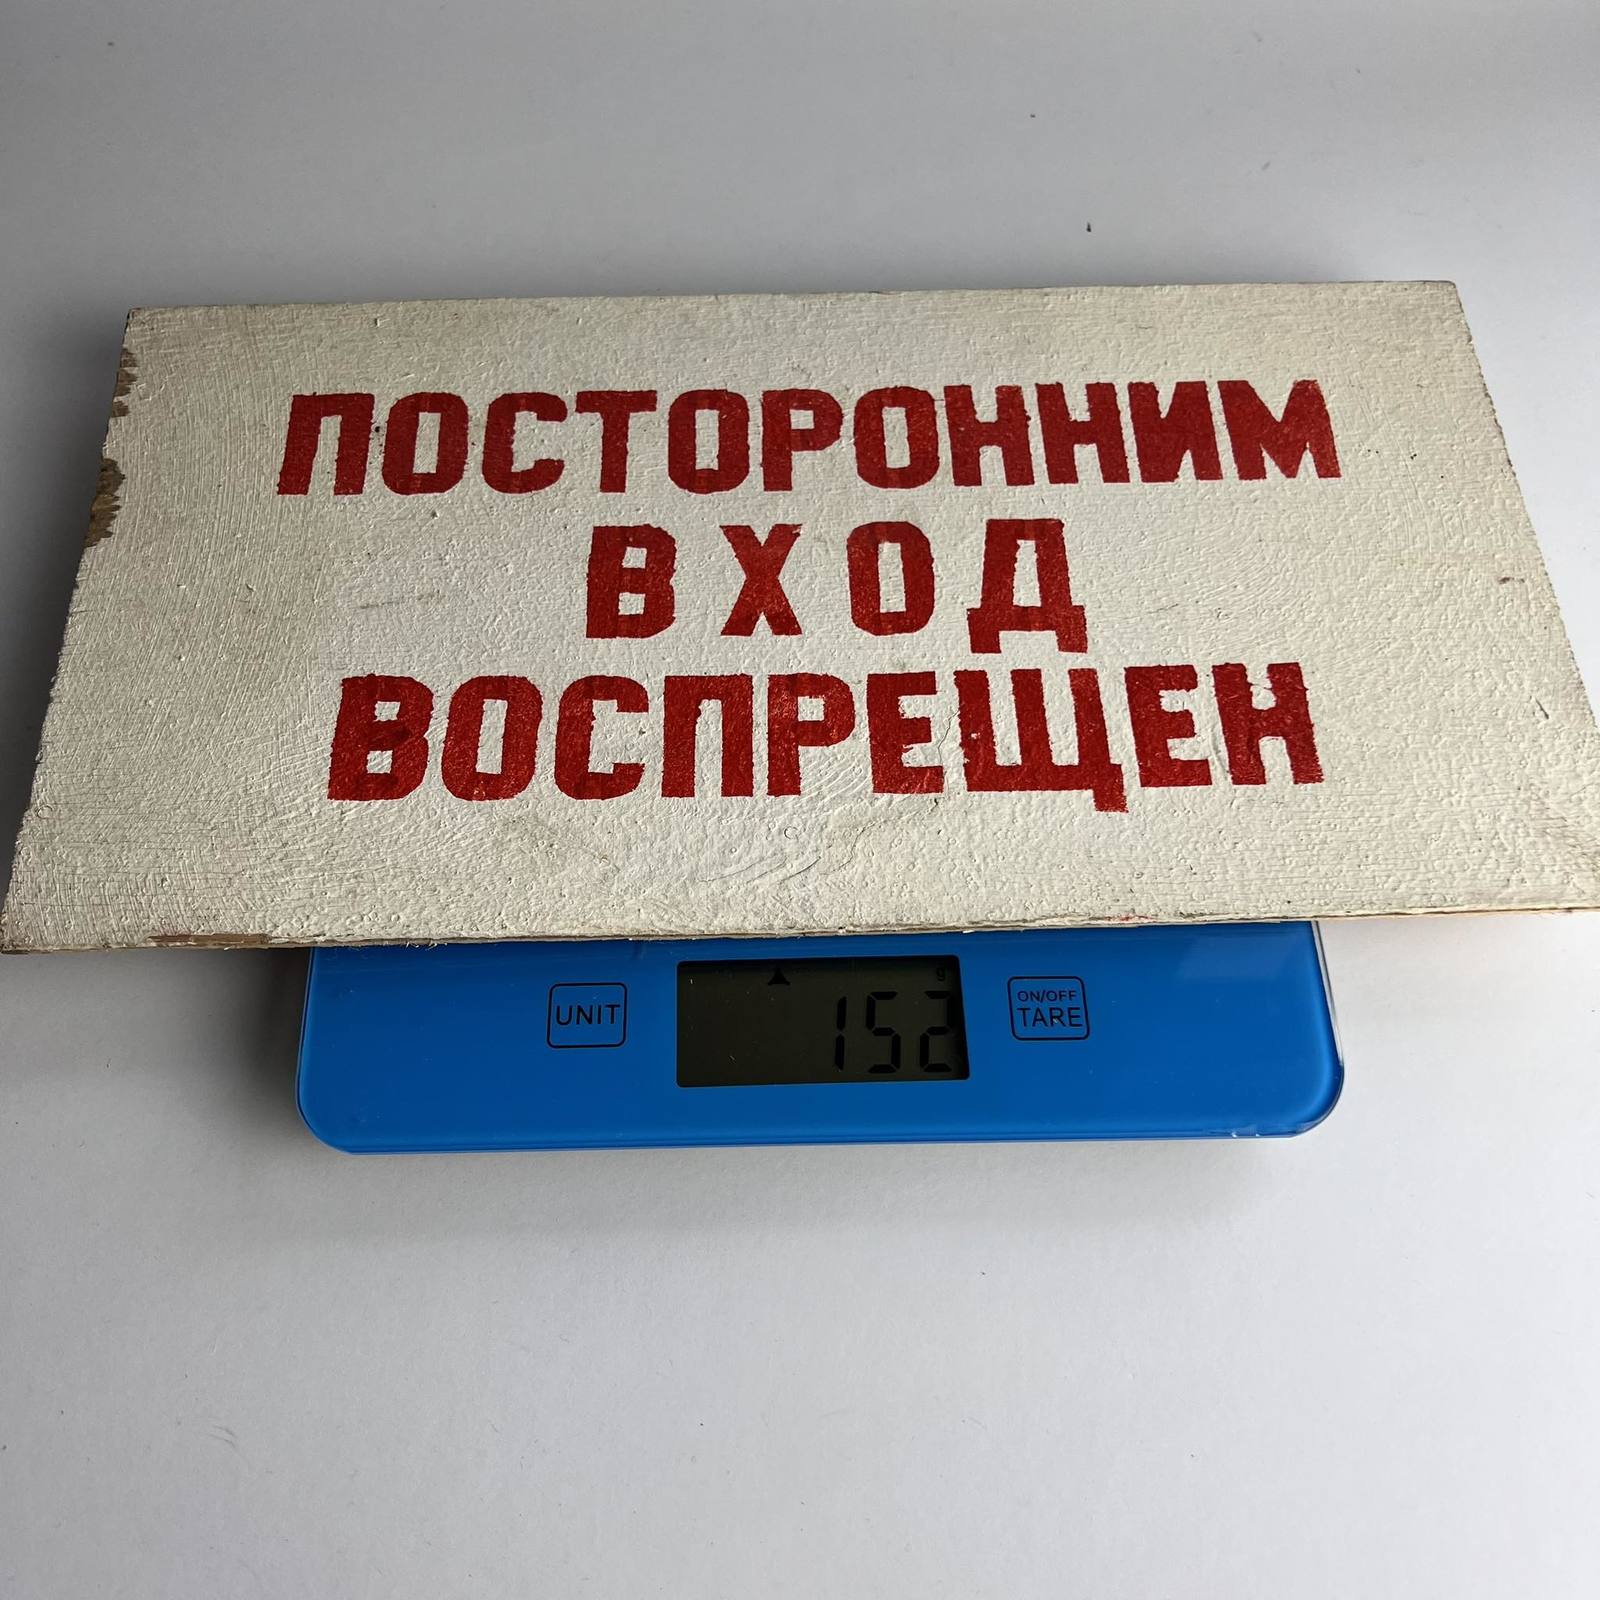 ПОСТОРОННИМ
ВХОД
ВОСПРЕЩЕН
UNIT
152
g
ON/OFF
TARE